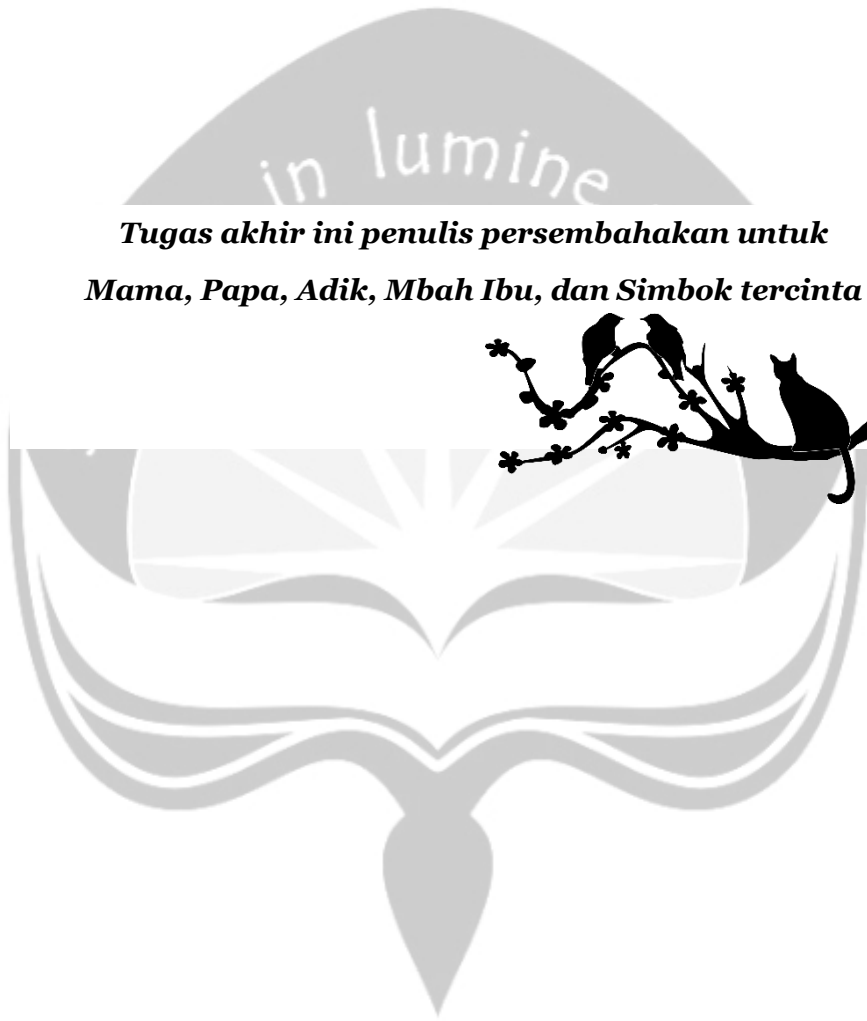 in lumine
Tugas akhir ini penulis persembahakan untuk
Mama, Papa, Adik, Mbah Ibu, dan Simbok tercinta